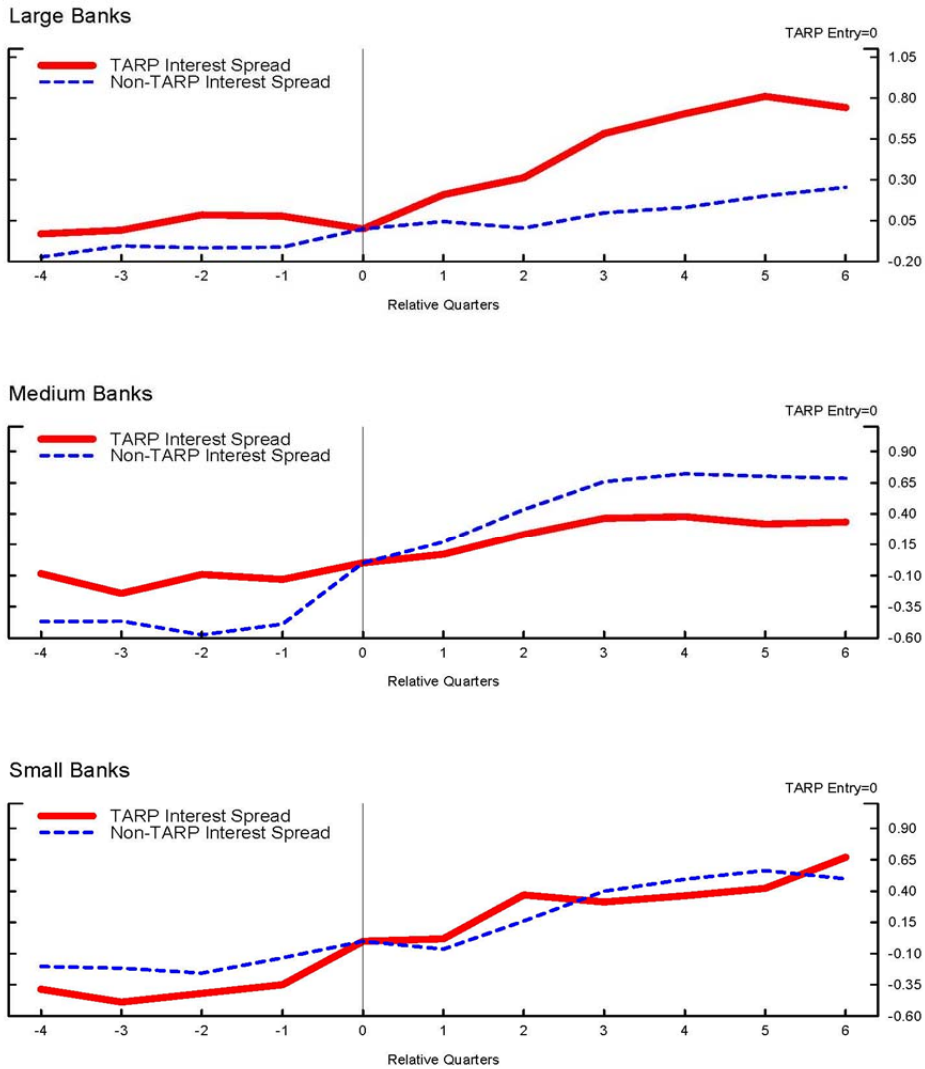 Large Banks
TARP Entry=0
TARP Interest Spread
Non-TARP Interest Spread
1.05
0.80
0.55
0.30
0.05
-0.20
-4 -3 -2 -1 0 1 2 3 4 5 6
Relative Quarters
Medium Banks
TARP Entry=0
TARP Interest Spread
Non-TARP Interest Spread
0.90
0.65
0.40
0.15
-0.10
-0.35
-0.60
-4 -3 -2 -1 0 1 2 3 4 5 6
Relative Quarters
Small Banks
TARP Entry=0
TARP Interest Spread
Non-TARP Interest Spread
0.90
0.65
0.40
0.15
-0.10
-0.35
-0.60
-4 -3 -2 -1 0 1 2 3 4 5 6
Relative Quarters